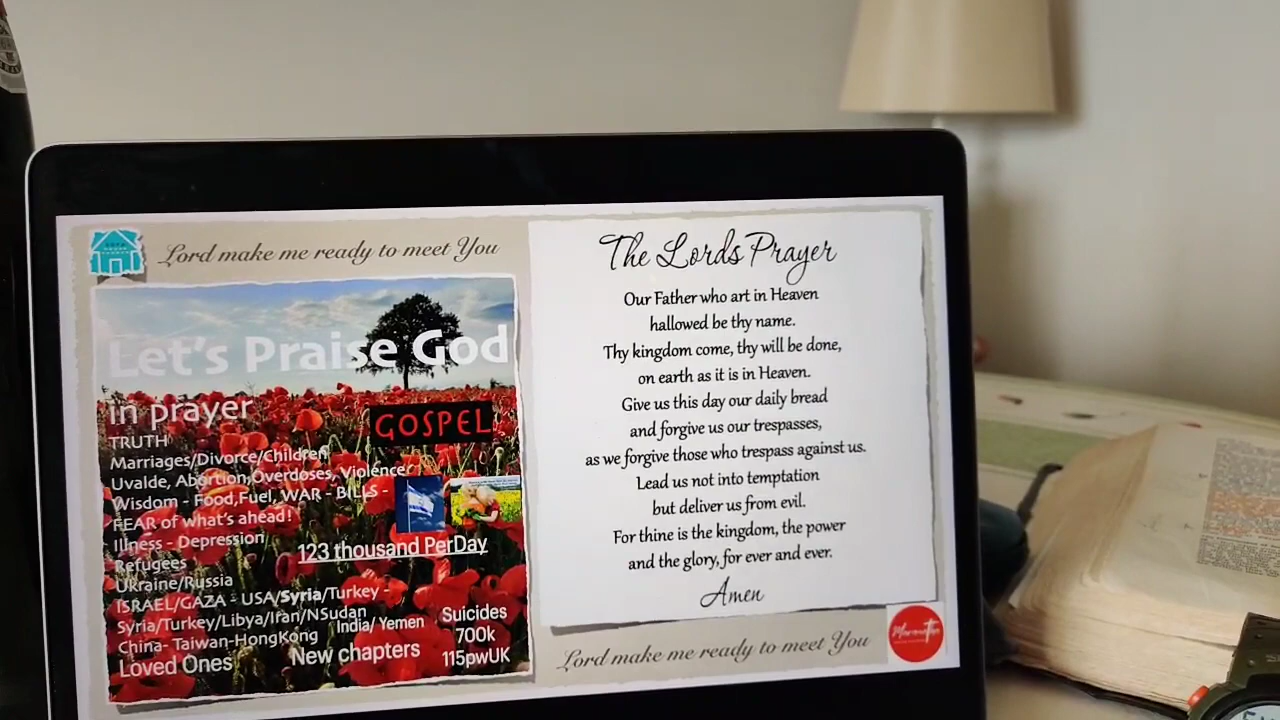 Lord make me ready to meet You
Let's Praise God
in prayer
GOSPEL
TRUTH
Marriages/Divorce/Children
Uvalde, Abortion,Overdoses, Violence
Wisdom - Food,Fuel, WAR - BILLS -
FEAR of what's ahead!
Illness - Depression
123 thousand PerDay
Refugees
Ukraine/Russia
ISRAEL/GAZA - USA/Syria/Turkey -
Syria/Turkey/Libya/Iran/NSudan
India/ Yemen
China- Taiwan-HongKong
Loved Ones
New chapters
Suicides
700k
115pwUK
The Lords Prayer
Our Father who art in Heaven
hallowed be thy name.
Thy kingdom come, thy will be done,
on earth as it is in Heaven.
Give us this day our daily bread
and forgive us our trespasses,
as we forgive those who trespass against us.
Lead us not into temptation
but deliver us from evil.
For thine is the kingdom, the power
and the glory, for ever and ever.
Amen
Lord make me ready to meet You